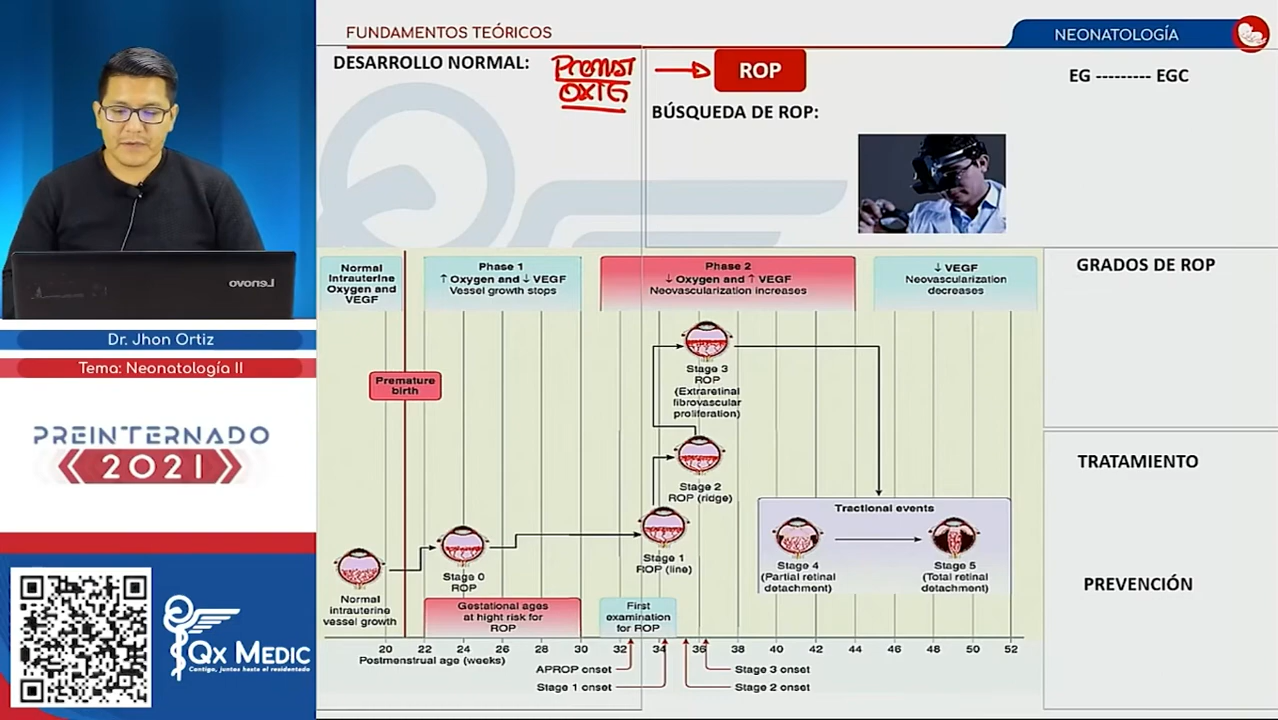 FUNDAMENTOS TEÓRICOS
NEONATOLOGÍA
DESARROLLO NORMAL:
PREMAT
OXIG
ROP
EG --------- EGC
BÚSQUEDA DE ROP:
Lenovo
Dr. Jhon Ortiz
Tema: Neonatología II
PREINTERNADO
2021
QX MEDIC
Contigo, juntos hasta el residentado
Normal
Intrauterine
Oxygen and
VEGF
Phase 1
↑ Oxygen and ↓ VEGF
Vessel growth stops
Phase 2
↓ Oxygen and ↑ VEGF
Neovascularization increases
↓ VEGF
Neovascularization
decreases
Premature
birth
Stage 3
ROP
(Extraretinal
fibrovascular
proliferation)
Stage 2
ROP (ridge)
Stage 1
ROP (line)
Stage 0
ROP
Normal
intrauterine
vessel growth
Tractional events
Stage 4
(Partial retinal
detachment)
Stage 5
(Total retinal
detachment)
Gestational ages
at hight risk for
ROP
First
examination
for ROP
20 22 24 26 28 30 32 34 36 38 40 42 44 46 48 50 52
Postmenstrual age (weeks)
APROP onset
Stage 1 onset
Stage 3 onset
Stage 2 onset
GRADOS DE ROP
TRATAMIENTO
PREVENCIÓN